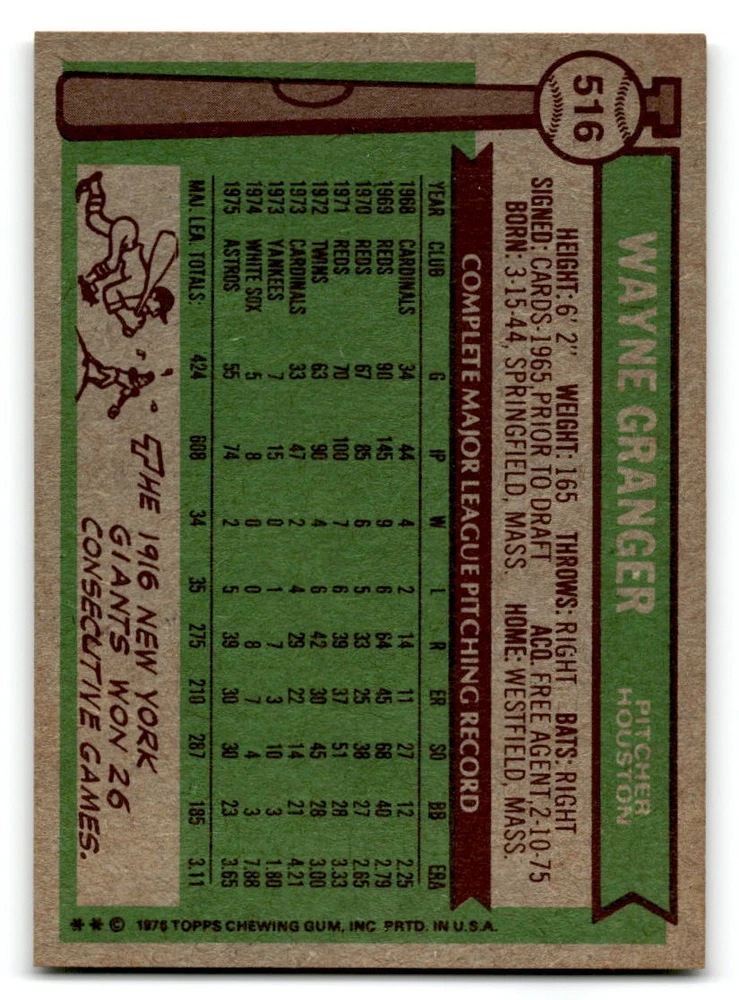 516
WAYNE GRANGER
PITCHER
HOUSTON
HEIGHT: 6' 2" WEIGHT: 165 THROWS: RIGHT BATS: RIGHT
SIGNED: CARDS-1965, PRIOR TO DRAFT ACQ. FREE AGENT, 2-10-75
BORN: 3-15-44, SPRINGFIELD, MASS. HOME: WESTFIELD, MASS.
COMPLETE MAJOR LEAGUE PITCHING RECORD
YEAR CLUB G IP W L R ER SO BB ERA
1968 CARDINALS 34 44 4 2 14 11 27 12 2.25
1969 REDS 90 145 9 6 64 45 68 40 2.79
1970 REDS 67 85 6 5 33 25 38 27 2.65
1971 REDS 70 100 7 6 39 37 51 28 3.33
1972 TWINS 63 90 4 6 42 30 45 28 3.00
1973 CARDINALS 33 47 2 4 29 22 14 21 4.21
1973 YANKEES 7 15 0 1 7 3 10 3 1.80
1974 WHITE SOX 5 8 0 0 8 7 4 3 7.88
1975 ASTROS 55 74 2 5 39 30 30 23 3.65
MAJ. LEA. TOTALS: 424 608 34 35 275 210 287 185 3.11
THE 1916 NEW YORK
GIANTS WON 26
CONSECUTIVE GAMES.
** © 1976 TOPPS CHEWING GUM, INC. PRTD. IN U.S.A.